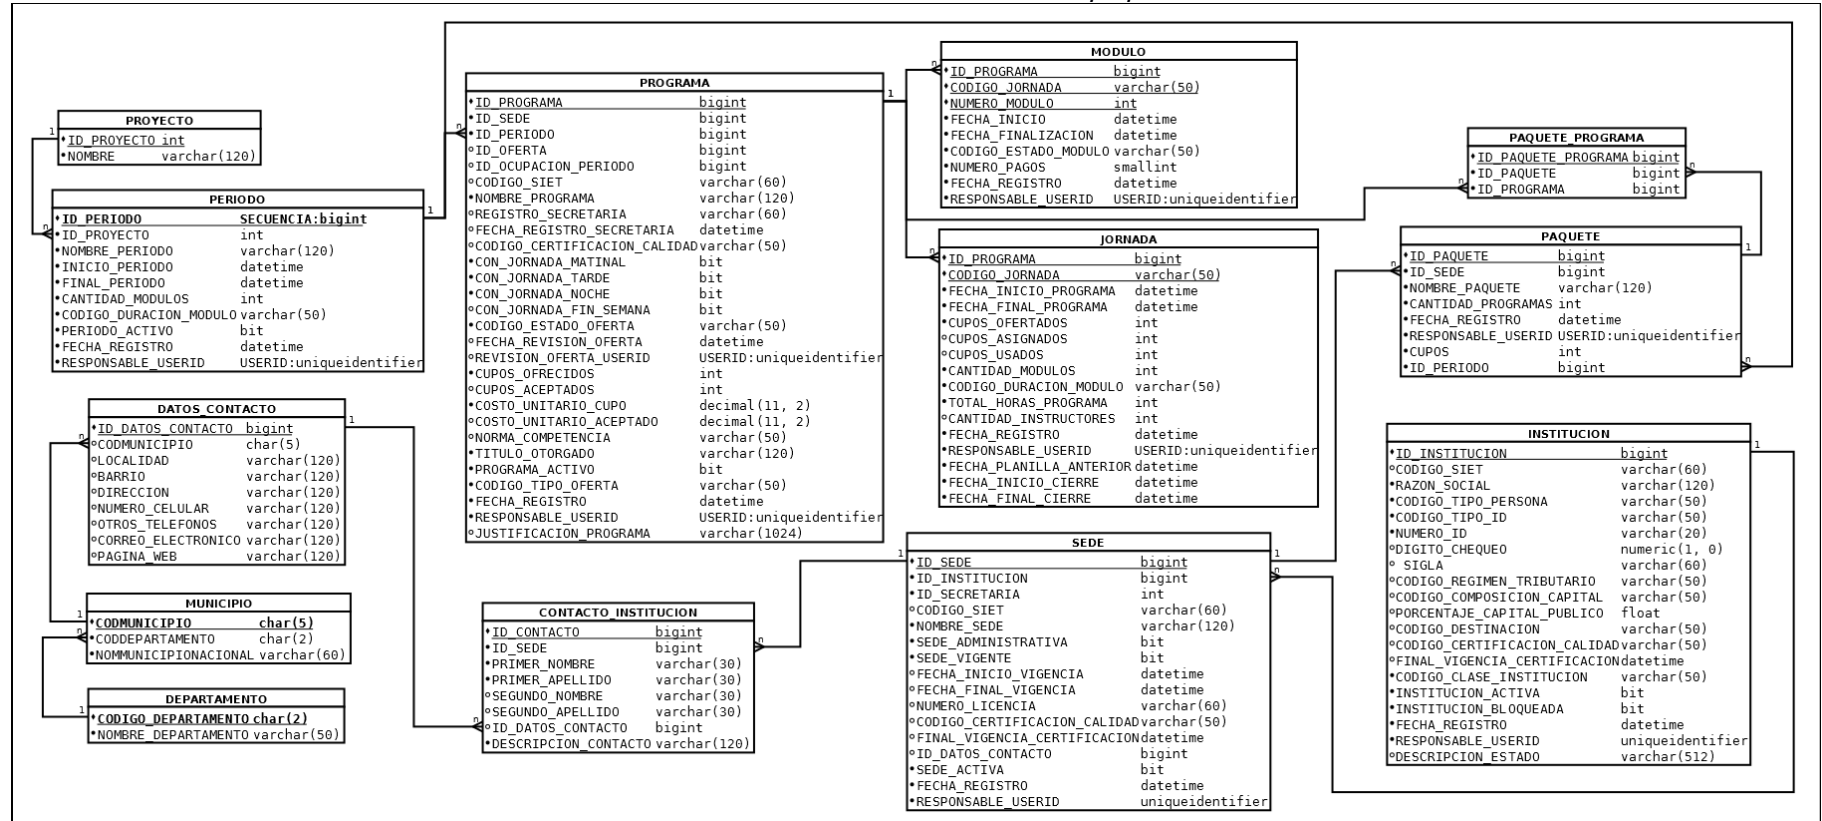 PROYECTO
ID_PROYECTO int
NOMBRE varchar(120)
PERIODO
ID_PERIODO SECUENCIA:bigint
ID_PROYECTO int
NOMBRE_PERIODO varchar(120)
INICIO_PERIODO datetime
FINAL_PERIODO datetime
CANTIDAD_MODULOS int
CODIGO_DURACION_MODULO varchar(50)
PERIODO_ACTIVO bit
FECHA_REGISTRO datetime
RESPONSABLE_USERID USERID:uniqueidentifier
DATOS_CONTACTO
ID_DATOS_CONTACTO bigint
CODMUNICIPIO char(5)
LOCALIDAD varchar(120)
BARRIO varchar(120)
DIRECCION varchar(120)
NUMERO_CELULAR varchar(120)
OTROS_TELEFONOS varchar(120)
CORREO_ELECTRONICO varchar(120)
PAGINA_WEB varchar(120)
MUNICIPIO
CODMUNICIPIO char(5)
CODDEPARTAMENTO char(2)
NOMMUNICIPIONACIONAL varchar(60)
DEPARTAMENTO
CODIGO_DEPARTAMENTO char(2)
NOMBRE_DEPARTAMENTO varchar(50)
PROGRAMA
ID_PROGRAMA bigint
ID_SEDE bigint
ID_PERIODO bigint
ID_OFERTA bigint
ID_OCUPACION_PERIODO bigint
CODIGO_SIET varchar(60)
NOMBRE_PROGRAMA varchar(120)
REGISTRO_SECRETARIA varchar(60)
FECHA_REGISTRO_SECRETARIA datetime
CODIGO_CERTIFICACION_CALIDAD varchar(50)
CON_JORNADA_MATINAL bit
CON_JORNADA_TARDE bit
CON_JORNADA_NOCHE bit
CON_JORNADA_FIN_SEMANA bit
CODIGO_ESTADO_OFERTA varchar(50)
FECHA_REVISION_OFERTA datetime
REVISION_OFERTA_USERID USERID:uniqueidentifier
CUPOS_OFRECIDOS int
CUPOS_ACEPTADOS int
COSTO_UNITARIO_CUPO decimal(11, 2)
COSTO_UNITARIO_ACEPTADO decimal(11, 2)
NORMA_COMPETENCIA varchar(50)
TITULO_OTORGADO varchar(120)
PROGRAMA_ACTIVO bit
CODIGO_TIPO_OFERTA varchar(50)
FECHA_REGISTRO datetime
RESPONSABLE_USERID USERID:uniqueidentifier
JUSTIFICACION_PROGRAMA varchar(1024)
CONTACTO_INSTITUCION
ID_CONTACTO bigint
ID_SEDE bigint
PRIMER_NOMBRE varchar(30)
PRIMER_APELLIDO varchar(30)
SEGUNDO_NOMBRE varchar(30)
SEGUNDO_APELLIDO varchar(30)
ID_DATOS_CONTACTO bigint
DESCRIPCION_CONTACTO varchar(120)
MODULO
ID_PROGRAMA bigint
CODIGO_JORNADA varchar(50)
NUMERO_MODULO int
FECHA_INICIO datetime
FECHA_FINALIZACION datetime
CODIGO_ESTADO_MODULO varchar(50)
NUMERO_PAGOS smallint
FECHA_REGISTRO datetime
RESPONSABLE_USERID USERID:uniqueidentifier
JORNADA
ID_PROGRAMA bigint
CODIGO_JORNADA varchar(50)
FECHA_INICIO_PROGRAMA datetime
FECHA_FINAL_PROGRAMA datetime
CUPOS_OFERTADOS int
CUPOS_ASIGNADOS int
CUPOS_USADOS int
CANTIDAD_MODULOS int
CODIGO_DURACION_MODULO varchar(50)
TOTAL_HORAS_PROGRAMA int
CANTIDAD_INSTRUCTORES int
FECHA_REGISTRO datetime
RESPONSABLE_USERID USERID:uniqueidentifier
FECHA_PLANILLA_ANTERIOR datetime
FECHA_INICIO_CIERRE datetime
FECHA_FINAL_CIERRE datetime
SEDE
ID_SEDE bigint
ID_INSTITUCION bigint
ID_SECRETARIA int
CODIGO_SIET varchar(60)
NOMBRE_SEDE varchar(120)
SEDE_ADMINISTRATIVA bit
SEDE_VIGENTE bit
FECHA_INICIO_VIGENCIA datetime
FECHA_FINAL_VIGENCIA datetime
NUMERO_LICENCIA varchar(60)
CODIGO_CERTIFICACION_CALIDAD varchar(50)
FINAL_VIGENCIA_CERTIFICACION datetime
ID_DATOS_CONTACTO bigint
SEDE_ACTIVA bit
FECHA_REGISTRO datetime
RESPONSABLE_USERID uniqueidentifier
PAQUETE_PROGRAMA
ID_PAQUETE_PROGRAMA bigint
ID_PAQUETE bigint
ID_PROGRAMA bigint
PAQUETE
ID_PAQUETE bigint
ID_SEDE bigint
NOMBRE_PAQUETE varchar(120)
CANTIDAD_PROGRAMAS int
FECHA_REGISTRO datetime
RESPONSABLE_USERID USERID:uniqueidentifier
CUPOS int
ID_PERIODO bigint
INSTITUCION
ID_INSTITUCION bigint
CODIGO_SIET varchar(60)
RAZON_SOCIAL varchar(120)
CODIGO_TIPO_PERSONA varchar(50)
CODIGO_TIPO_ID varchar(50)
NUMERO_ID varchar(20)
DIGITO_CHEQUEO numeric(1, 0)
SIGLA varchar(60)
CODIGO_REGIMEN_TRIBUTARIO varchar(50)
CODIGO_COMPOSICION_CAPITAL varchar(50)
PORCENTAJE_CAPITAL_PUBLICO float
CODIGO_DESTINACION varchar(50)
CODIGO_CERTIFICACION_CALIDAD varchar(50)
FINAL_VIGENCIA_CERTIFICACION datetime
CODIGO_CLASE_INSTITUCION varchar(50)
INSTITUCION_ACTIVA bit
INSTITUCION_BLOQUEADA bit
FECHA_REGISTRO datetime
RESPONSABLE_USERID uniqueidentifier
DESCRIPCION_ESTADO varchar(512)